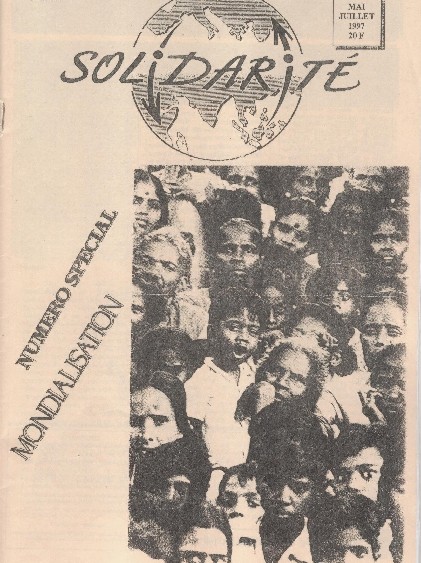 MAI
JUILLET
1997
20 F
SOLiDARiTÉ
NUMERO SPECIAL
MONDIALISATION